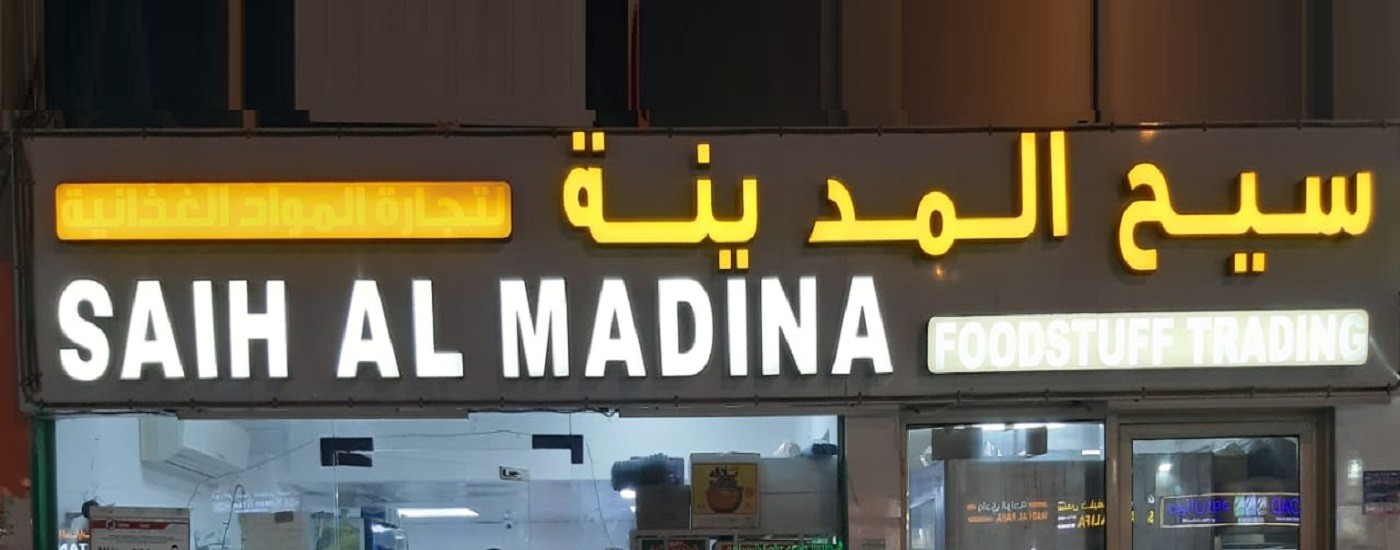 سيح المدينة
لتجارة المواد الغذائية
SAIH AL MADINA
FOODSTUFF TRADING